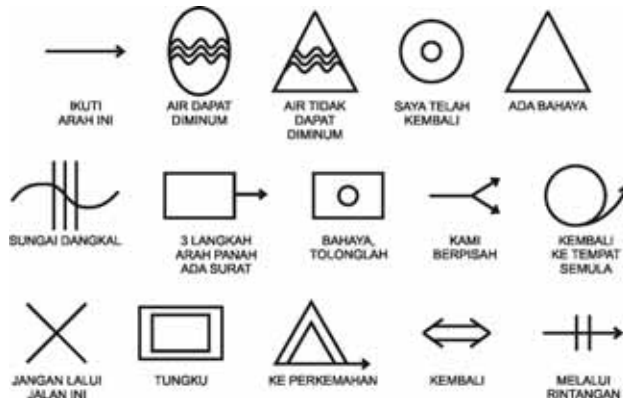 IKUTI
ARAH INI
AIR DAPAT
DIMINUM
AIR TIDAK
DAPAT
DIMINUM
SAYA TELAH
KEMBALI
ADA BAHAYA
SUNGAI DANGKAL
3 LANGKAH
ARAH PANAH
ADA SURAT
BAHAYA,
TOLONGLAH
KAMI
BERPISAH
KEMBALI
KE TEMPAT
SEMULA
JANGAN LALUI
JALAN INI
TUNGKU
KE PERKEMAHAN
KEMBALI
MELALUI
RINTANGAN